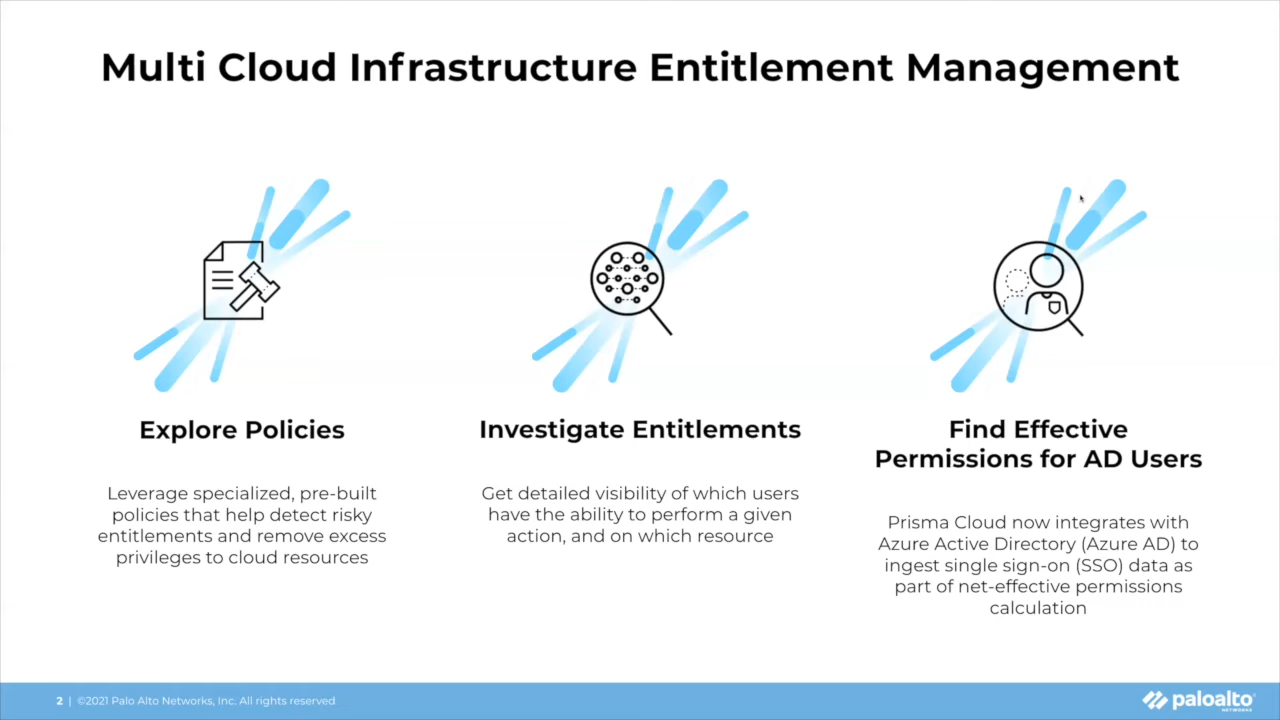 Multi Cloud Infrastructure Entitlement Management
Explore Policies
Leverage specialized, pre-built
policies that help detect risky
entitlements and remove excess
privileges to cloud resources
Investigate Entitlements
Get detailed visibility of which users
have the ability to perform a given
action, and on which resource
Find Effective
Permissions for AD Users
Prisma Cloud now integrates with
Azure Active Directory (Azure AD) to
ingest single sign-on (SSO) data as
part of net-effective permissions
calculation
2 | ©2021 Palo Alto Networks, Inc. All rights reserved
paloalto
NETWORKS